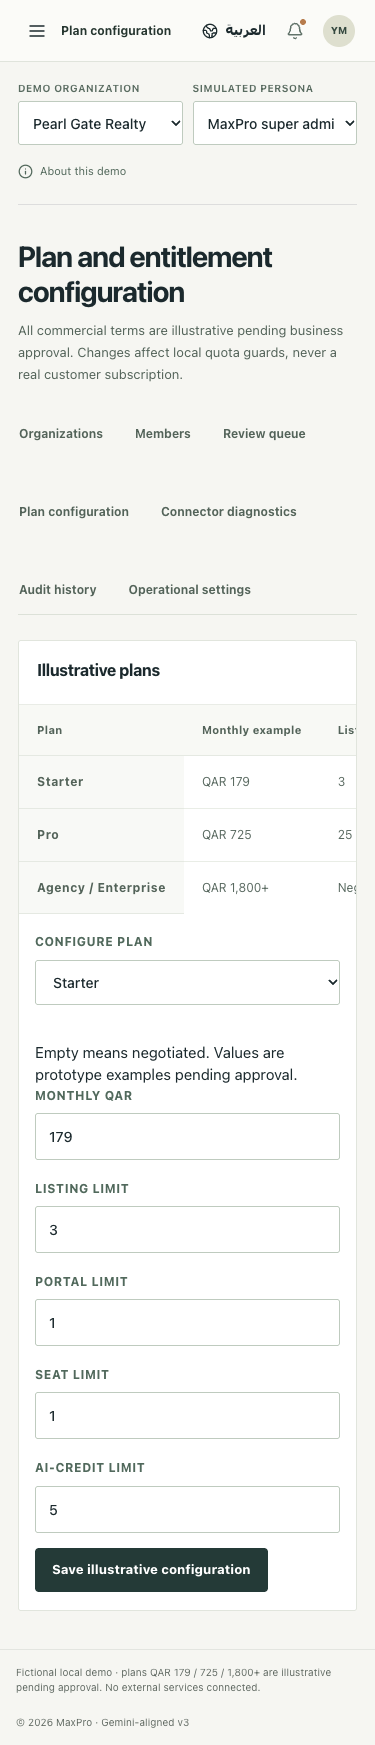 Plan configuration
العربية
YM
DEMO ORGANIZATION
SIMULATED PERSONA
Pearl Gate Realty
MaxPro super admi
About this demo
Plan and entitlement
configuration
All commercial terms are illustrative pending business
approval. Changes affect local quota guards, never a
real customer subscription.
Organizations Members Review queue
Plan configuration Connector diagnostics
Audit history Operational settings
Illustrative plans
Plan Monthly example
Starter QAR 179 3
Pro QAR 725 25
Agency / Enterprise QAR 1,800+
CONFIGURE PLAN
Starter
Empty means negotiated. Values are
prototype examples pending approval.
MONTHLY QAR
179
LISTING LIMIT
3
PORTAL LIMIT
1
SEAT LIMIT
1
AI-CREDIT LIMIT
5
Save illustrative configuration
Fictional local demo · plans QAR 179 / 725 / 1,800+ are illustrative
pending approval. No external services connected.
© 2026 MaxPro · Gemini-aligned v3